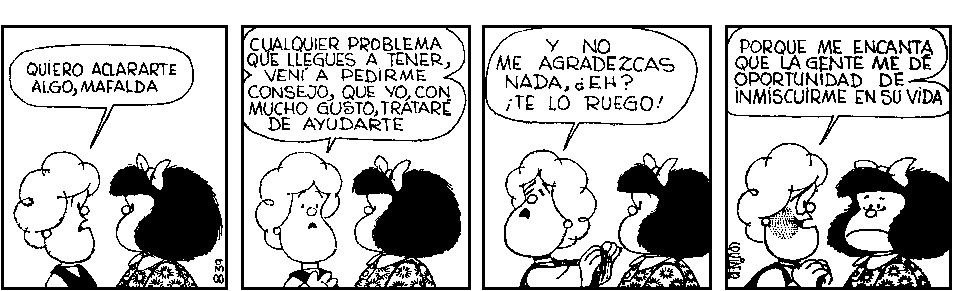 QUIERO ACLARARTE
ALGO, MAFALDA
839
CUALQUIER PROBLEMA
QUE LLEGUES A TENER,
VENÍ A PEDIRME
CONSEJO, QUE YO, CON
MUCHO GUSTO, TRATARÉ
DE AYUDARTE
Y NO
ME AGRADEZCAS
NADA, ¿EH?
¡TE LO RUEGO!
PORQUE ME ENCANTA
QUE LA GENTE ME DÉ
OPORTUNIDAD DE
INMISCUIRME EN SU VIDA
QUINO